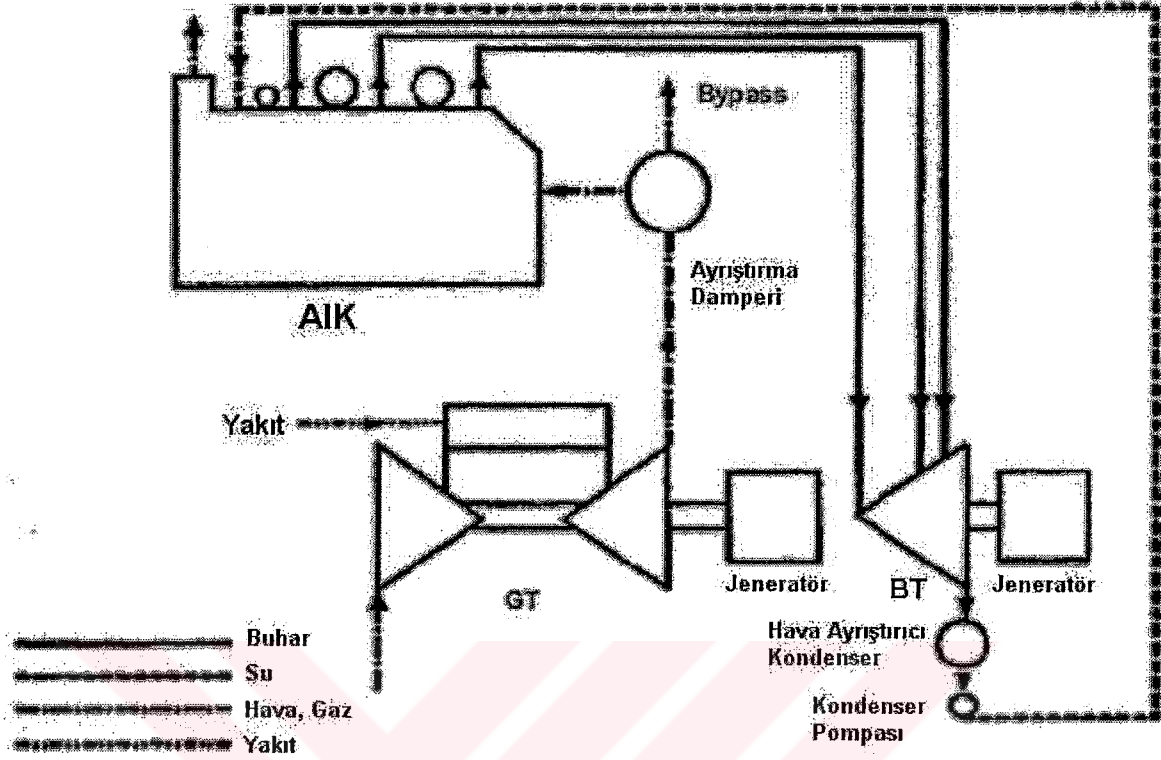 Bypass
Ayrıştırma
Damperi
AIK
Yakıt
Jeneratör
GT
BT
Jeneratör
Hava Ayrıştırıcı
Kondenser
Kondenser
Pompası
Buhar
Su
Hava, Gaz
Yakıt